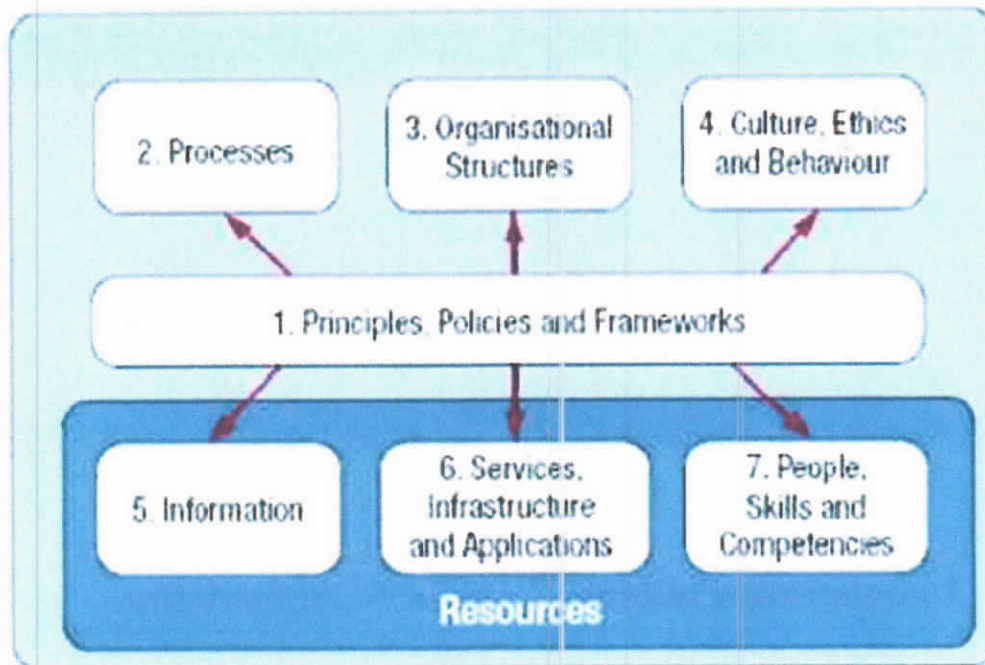 2. Processes
3. Organisational
Structures
4. Culture, Ethics
and Behaviour
1. Principles, Policies and Frameworks
5. Information
6. Services,
Infrastructure
and Applications
7. People,
Skills and
Competencies
Resources